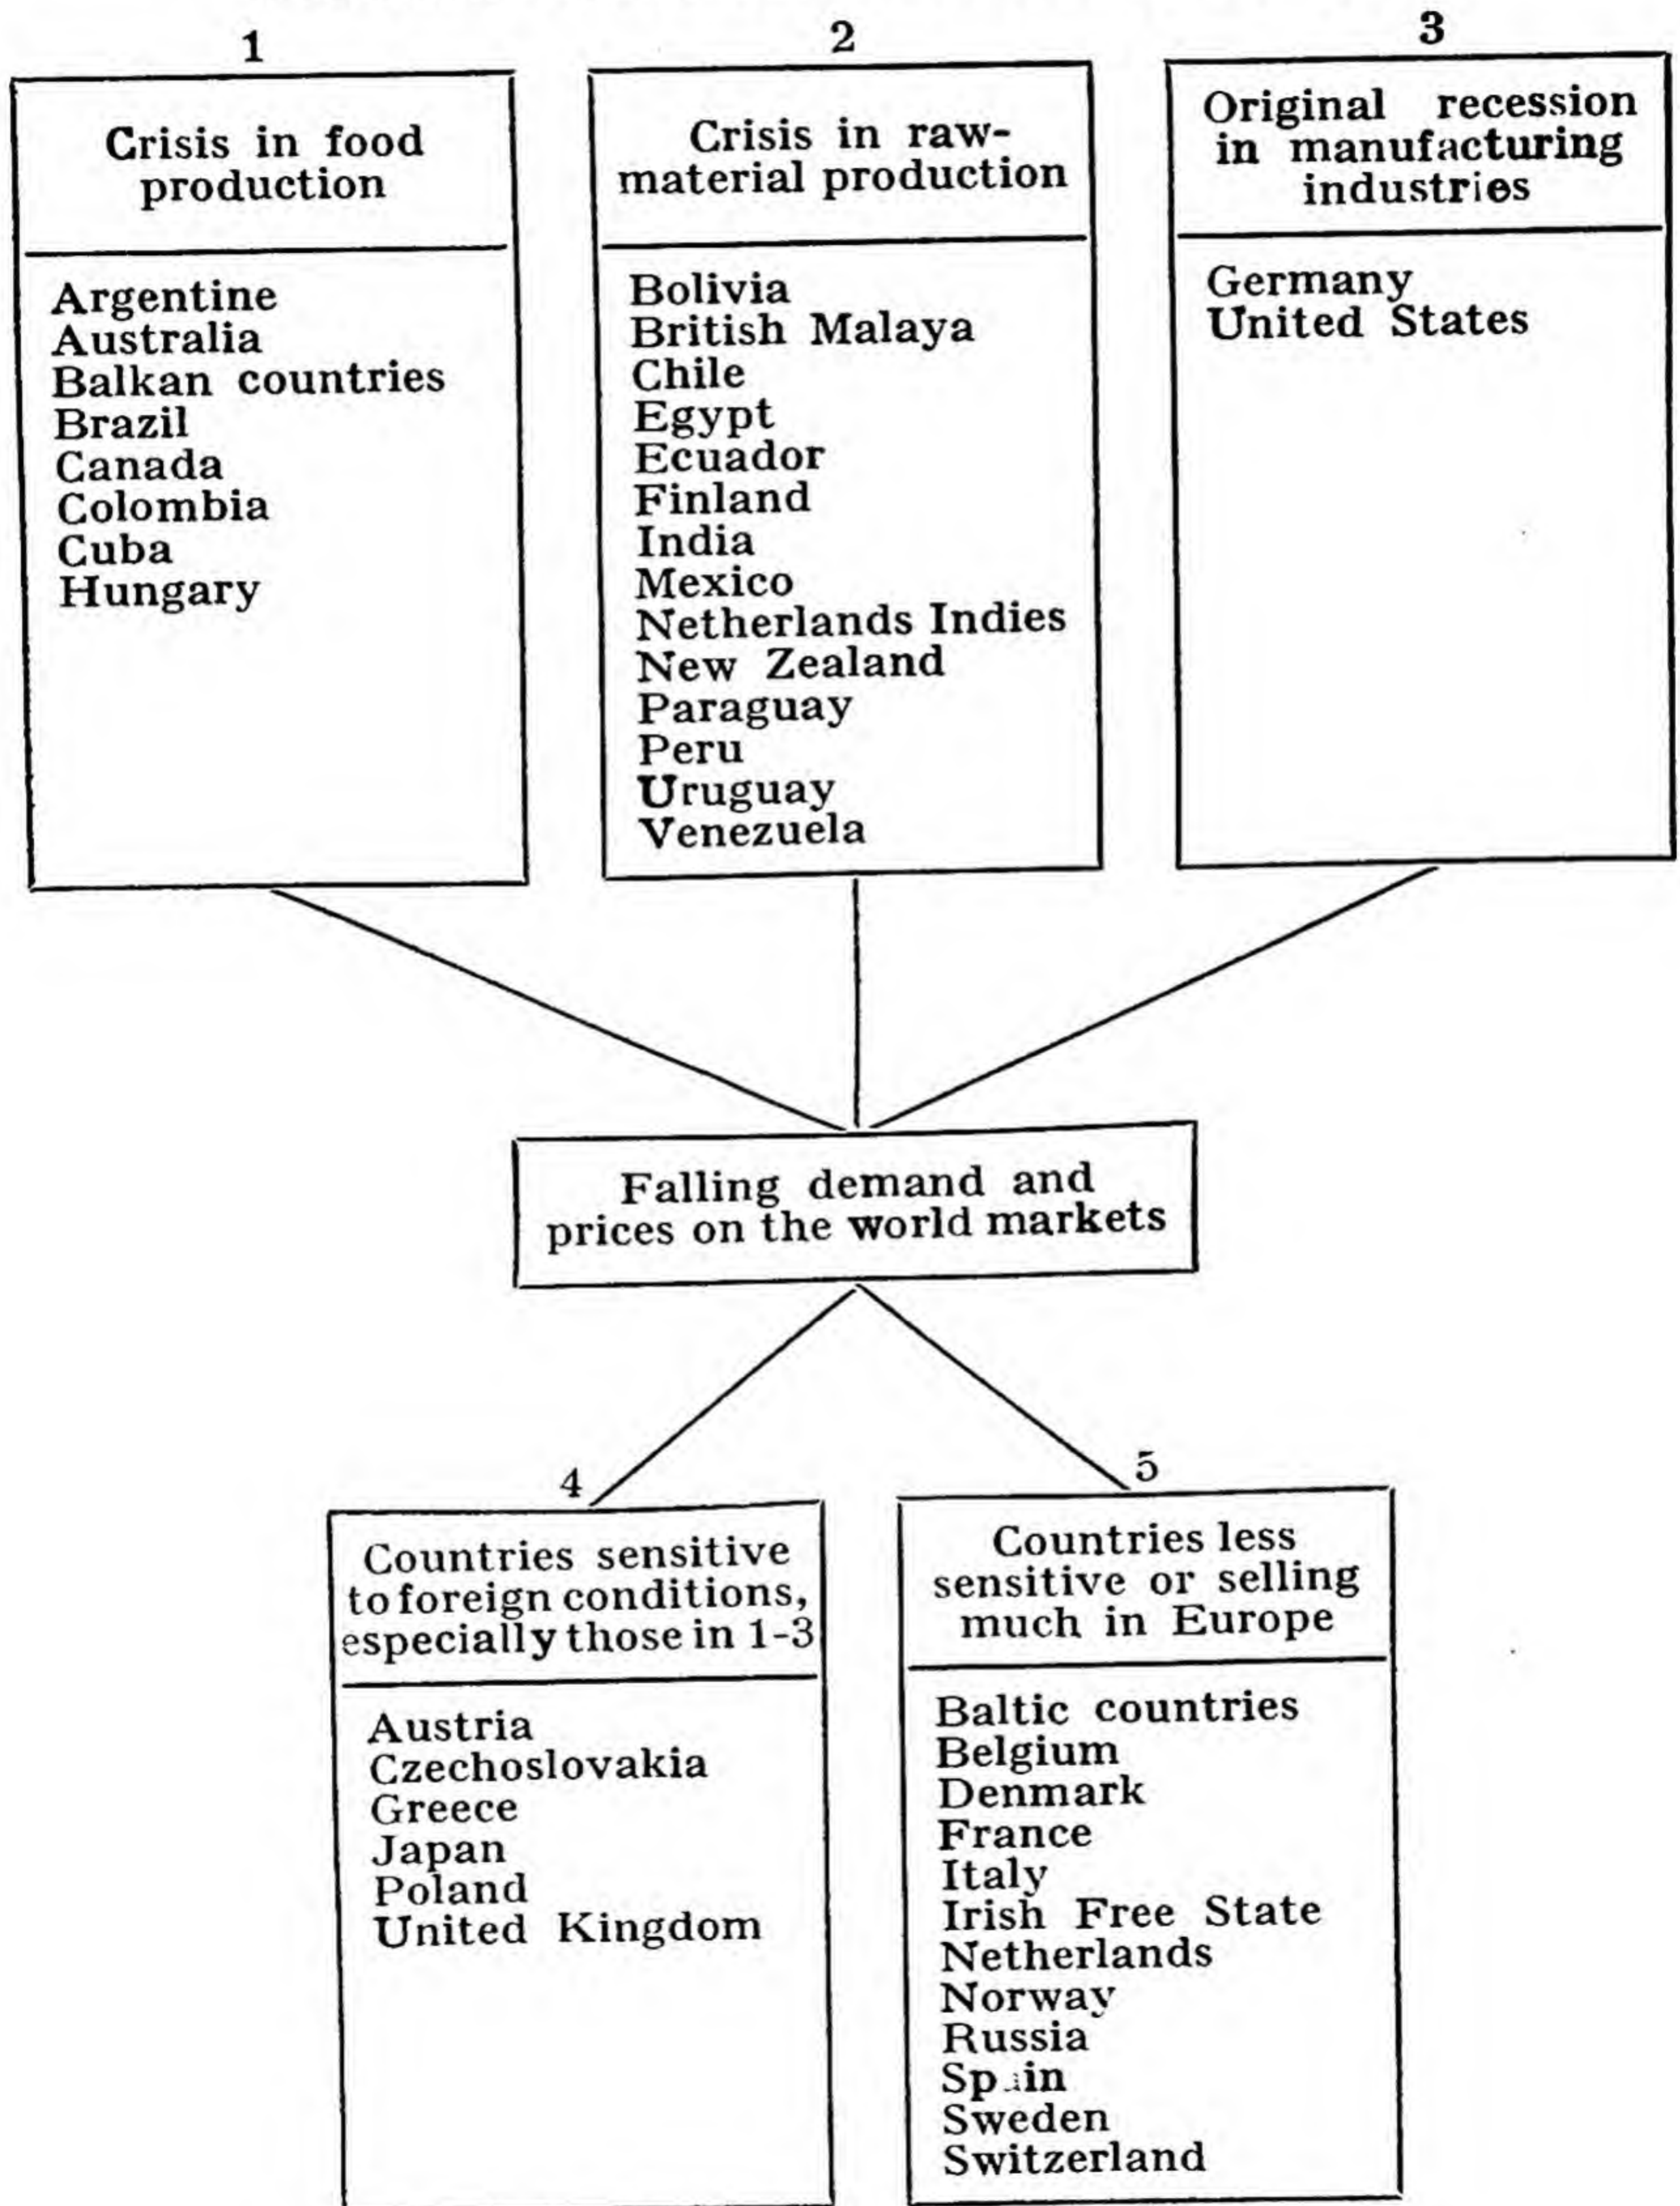 1
Crisis in food
production
Argentine
Australia
Balkan countries
Brazil
Canada
Colombia
Cuba
Hungary
2
Crisis in raw-
material production
Bolivia
British Malaya
Chile
Egypt
Ecuador
Finland
India
Mexico
Netherlands Indies
New Zealand
Paraguay
Peru
Uruguay
Venezuela
3
Original recession
in manufacturing
industries
Germany
United States
Falling demand and
prices on the world markets
4
Countries sensitive
to foreign conditions,
especially those in 1-3
Austria
Czechoslovakia
Greece
Japan
Poland
United Kingdom
5
Countries less
sensitive or selling
much in Europe
Baltic countries
Belgium
Denmark
France
Italy
Irish Free State
Netherlands
Norway
Russia
Spain
Sweden
Switzerland